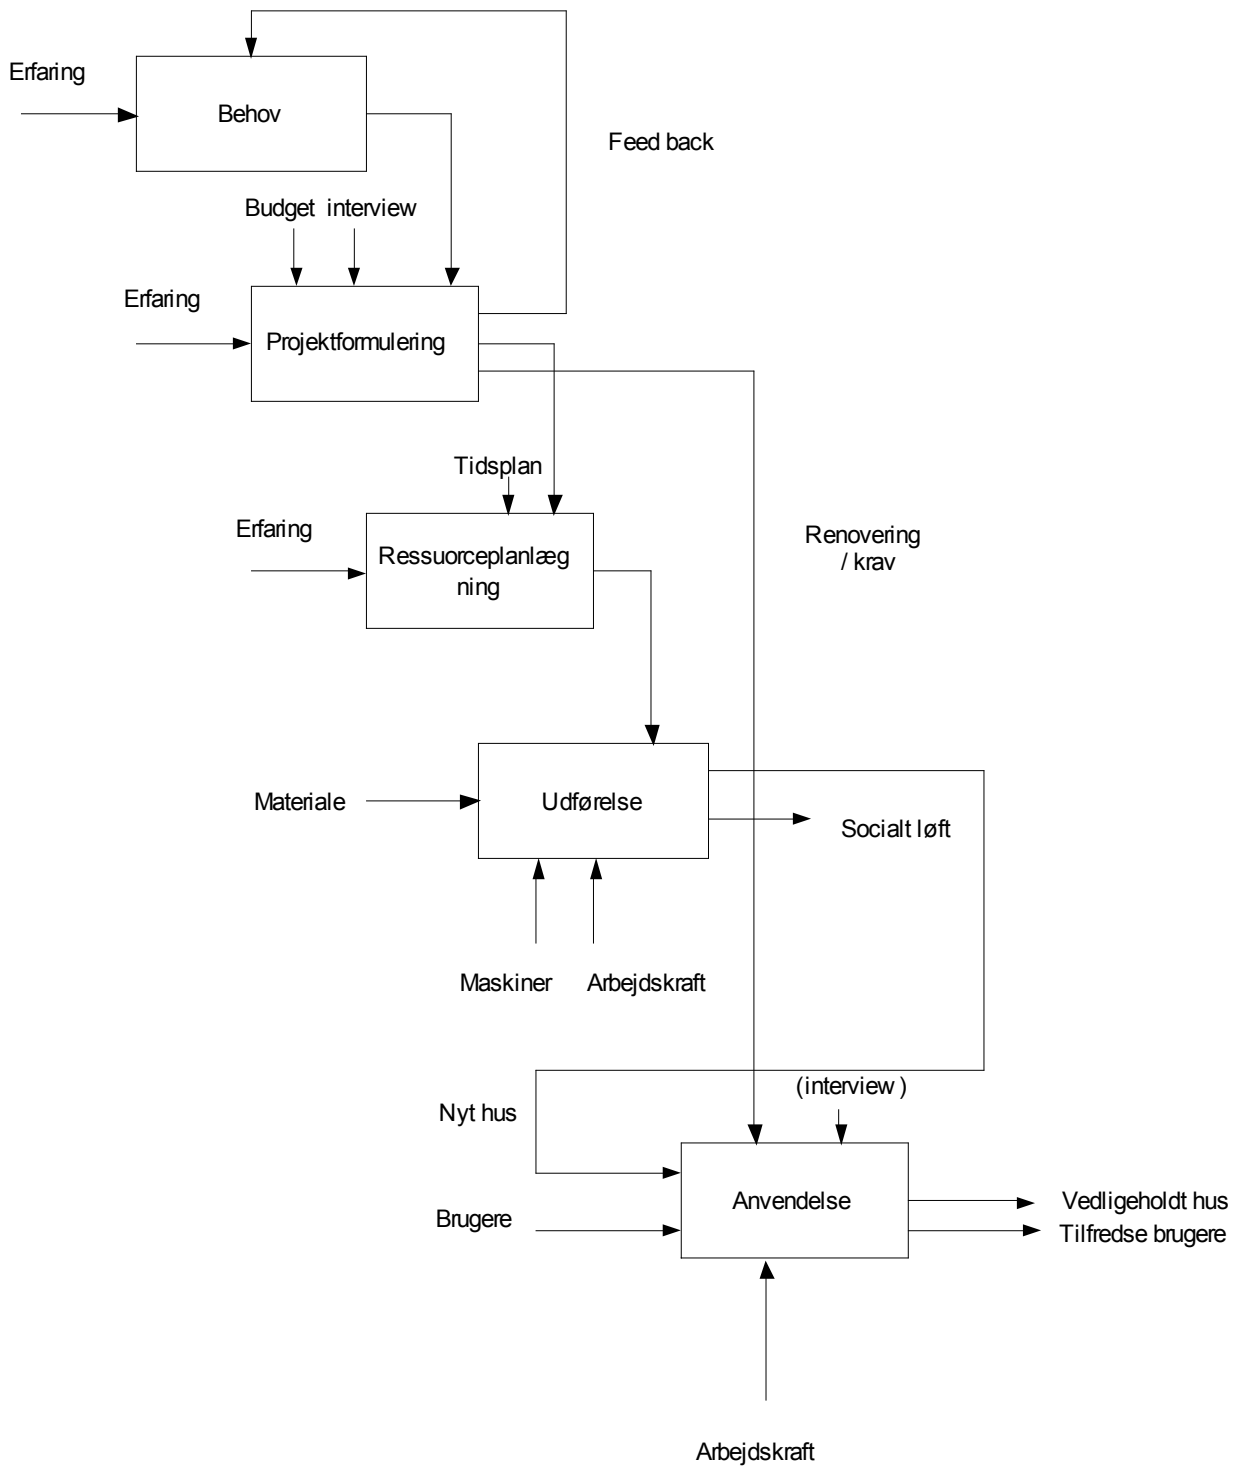 Erfaring
Behov
Feed back
Budget interview
Erfaring
Projektformulering
Tidsplan
Erfaring
Ressuorceplanlæg
ning
Renovering
/ krav
Materiale
Udførelse
Socialt løft
Maskiner
Arbejdskraft
(interview)
Nyt hus
Brugere
Anvendelse
Vedligeholdt hus
Tilfredse brugere
Arbejdskraft